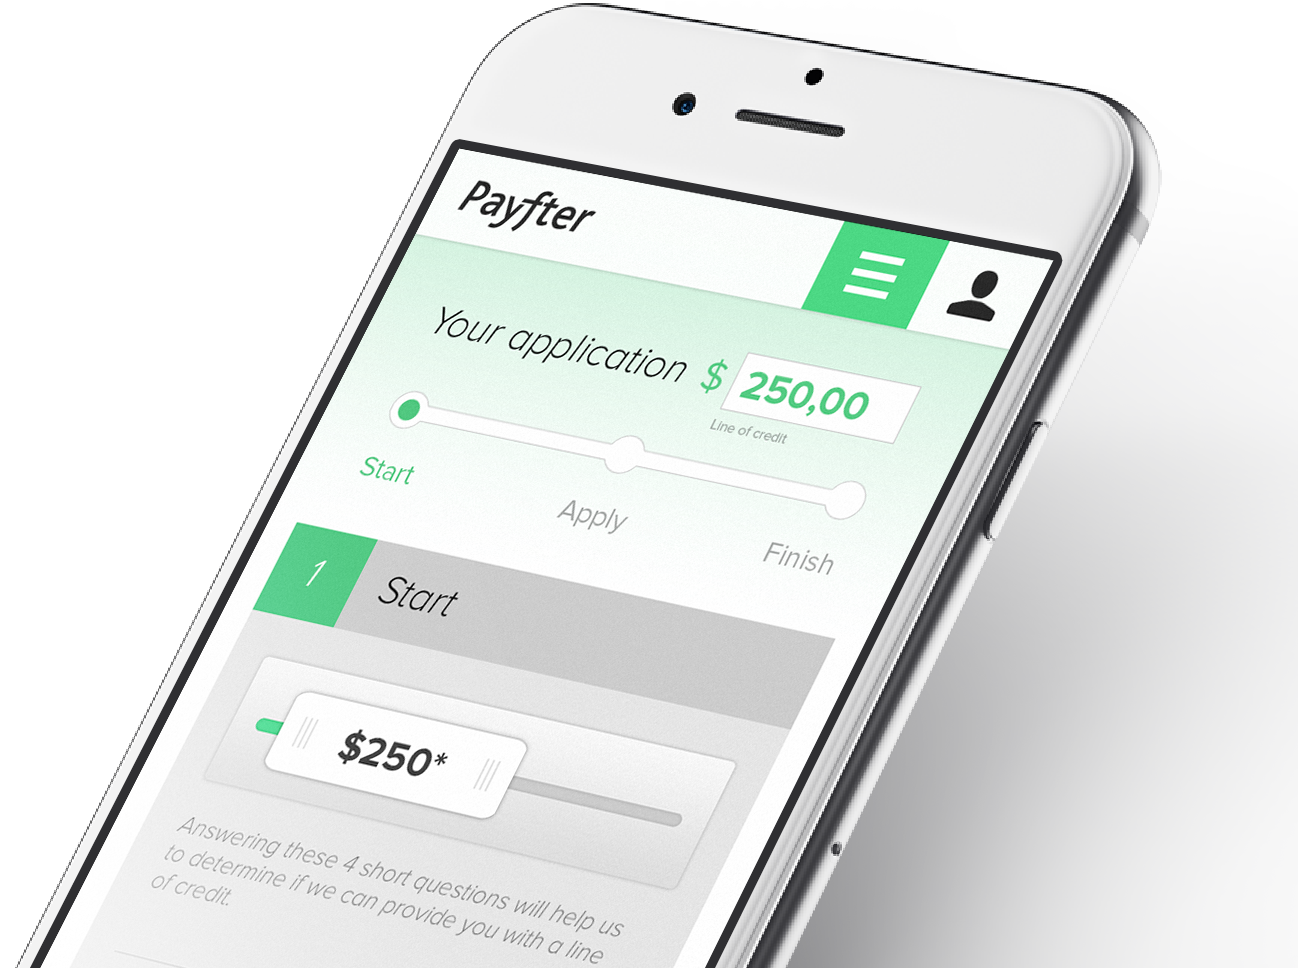 Payfter
Your application $ 250,00
Line of credit
Start
Apply
Finish
1 Start
$250*
Answering these 4 short questions will help us
to determine if we can provide you with a line
of credit.